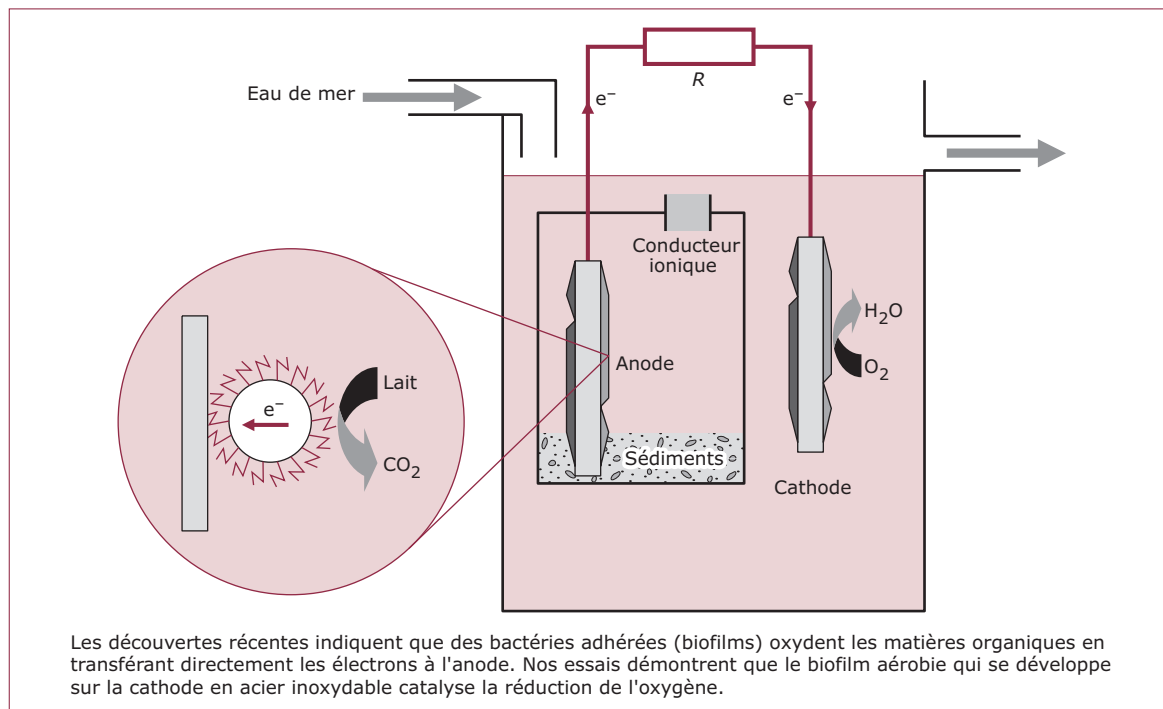 R
Eau de mer
e–
e–
Conducteur
ionique
H2O
Anode
O2
Lait
e–
CO2
Sédiments
Cathode
Les découvertes récentes indiquent que des bactéries adhérées (biofilms) oxydent les matières organiques en
transférant directement les électrons à l'anode. Nos essais démontrent que le biofilm aérobie qui se développe
sur la cathode en acier inoxydable catalyse la réduction de l'oxygène.